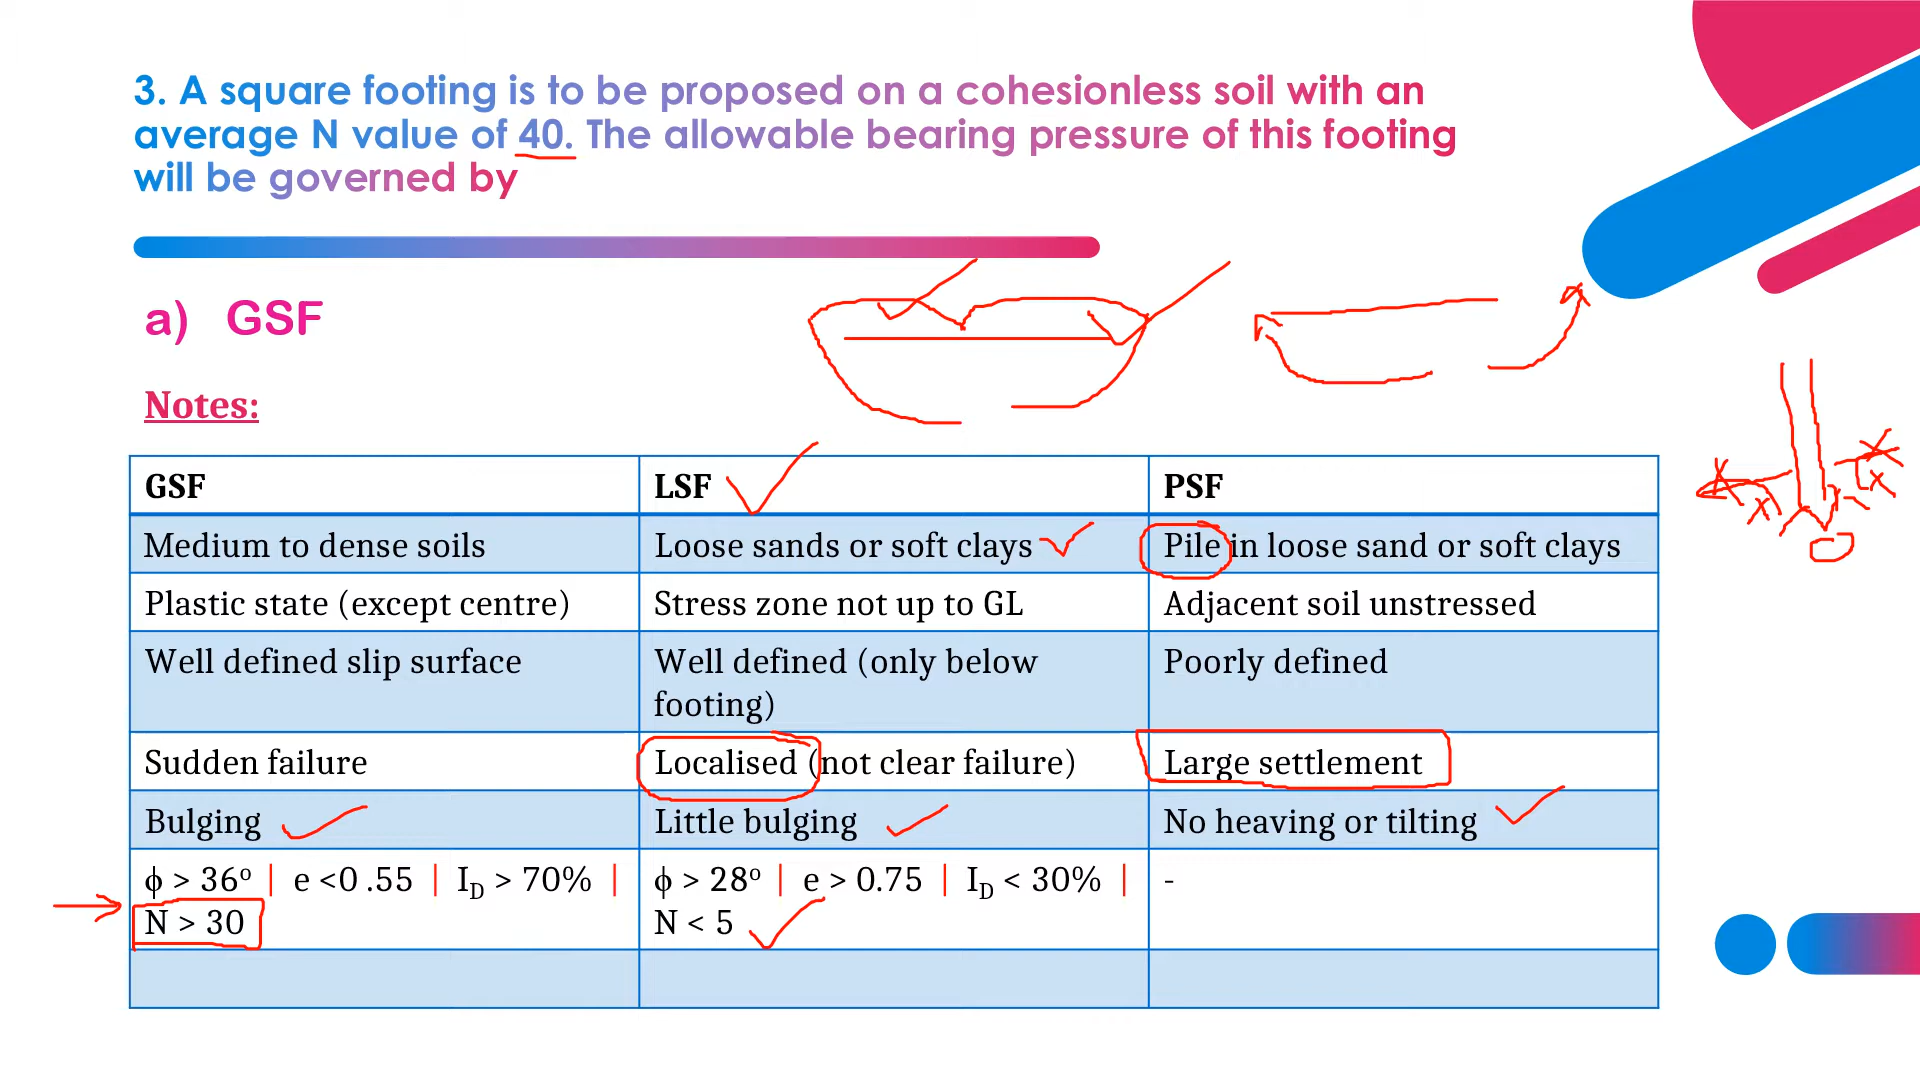 3. A square footing is to be proposed on a cohesionless soil with an
average N value of 40. The allowable bearing pressure of this footing
will be governed by
a) GSF
Notes:
GSF LSF PSF
Medium to dense soils Loose sands or soft clays Pile in loose sand or soft clays
Plastic state (except centre) Stress zone not up to GL Adjacent soil unstressed
Well defined slip surface Well defined (only below Poorly defined
footing)
Sudden failure Localised (not clear failure) Large settlement
Bulging Little bulging No heaving or tilting
ϕ > 36° | e <0 .55 | I_D > 70% | ϕ > 28° | e > 0.75 | I_D < 30% | -
N > 30 N < 5